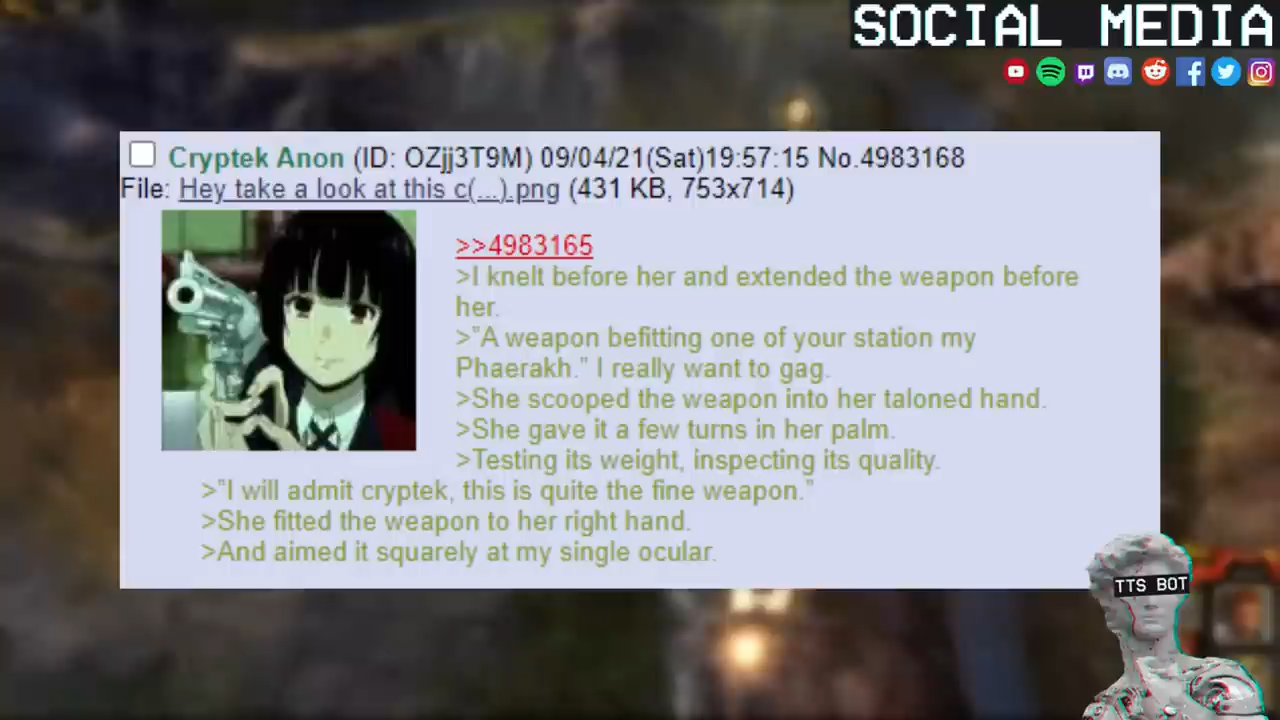 SOCIAL MEDIA
Cryptek Anon (ID: OZjj3T9M) 09/04/21(Sat)19:57:15 No.4983168
File: Hey take a look at this c(...).png (431 KB, 753x714)
>>4983165
>I knelt before her and extended the weapon before
her.
>"A weapon befitting one of your station my
Phaerakh." I really want to gag.
>She scooped the weapon into her taloned hand.
>She gave it a few turns in her palm.
>Testing its weight, inspecting its quality.
>"I will admit cryptek, this is quite the fine weapon."
>She fitted the weapon to her right hand.
>And aimed it squarely at my single ocular.
TTS BOT